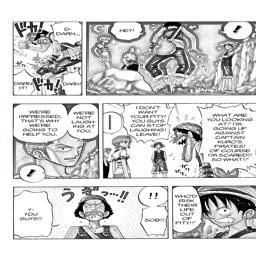 HEY!
D-
DARN...
DARN
DARN
IT!
WHAT ARE
YOU LOOKING
AT? I'M
GOING UP
AGAINST
CAPTAIN
KURO'S
PIRATES!
OF COURSE
I'M SCARED!!
SO WHAT?!
I DON'T
WANT YOUR
PITY! YOU
GUYS CAN
STOP
LAUGHING!
!
WE'RE
NOT
LAUGH-
ING AT
YOU.
WE'RE
IMPRESSED.
THAT'S WHY
WE'RE
GOING TO
HELP YOU.
WHO'D
RISK
THEIR
LIFE
OUT OF
PITY!?
!!
SOB!!
Y-
YOU
GUYS!!